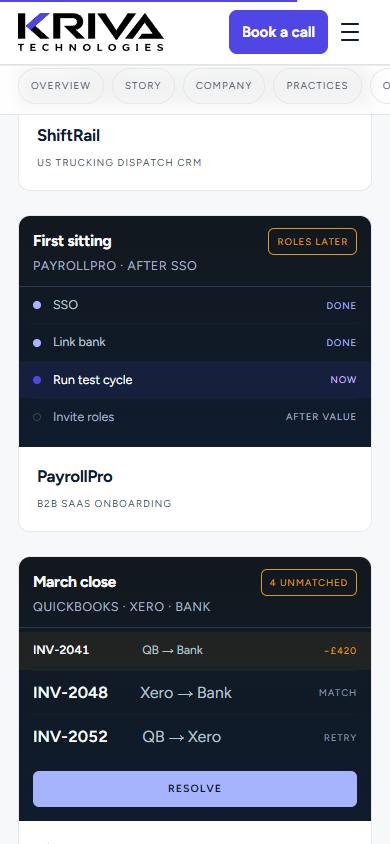 KRIVA
TECHNOLOGIES
Book a call
OVERVIEW
STORY
COMPANY
PRACTICES
ShiftRail
US TRUCKING DISPATCH CRM
First sitting
ROLES LATER
PAYROLLPRO · AFTER SSO
SSO DONE
Link bank DONE
Run test cycle NOW
Invite roles AFTER VALUE
PayrollPro
B2B SAAS ONBOARDING
March close
4 UNMATCHED
QUICKBOOKS · XERO · BANK
INV-2041 QB → Bank −£420
INV-2048 Xero → Bank MATCH
INV-2052 QB → Xero RETRY
RESOLVE